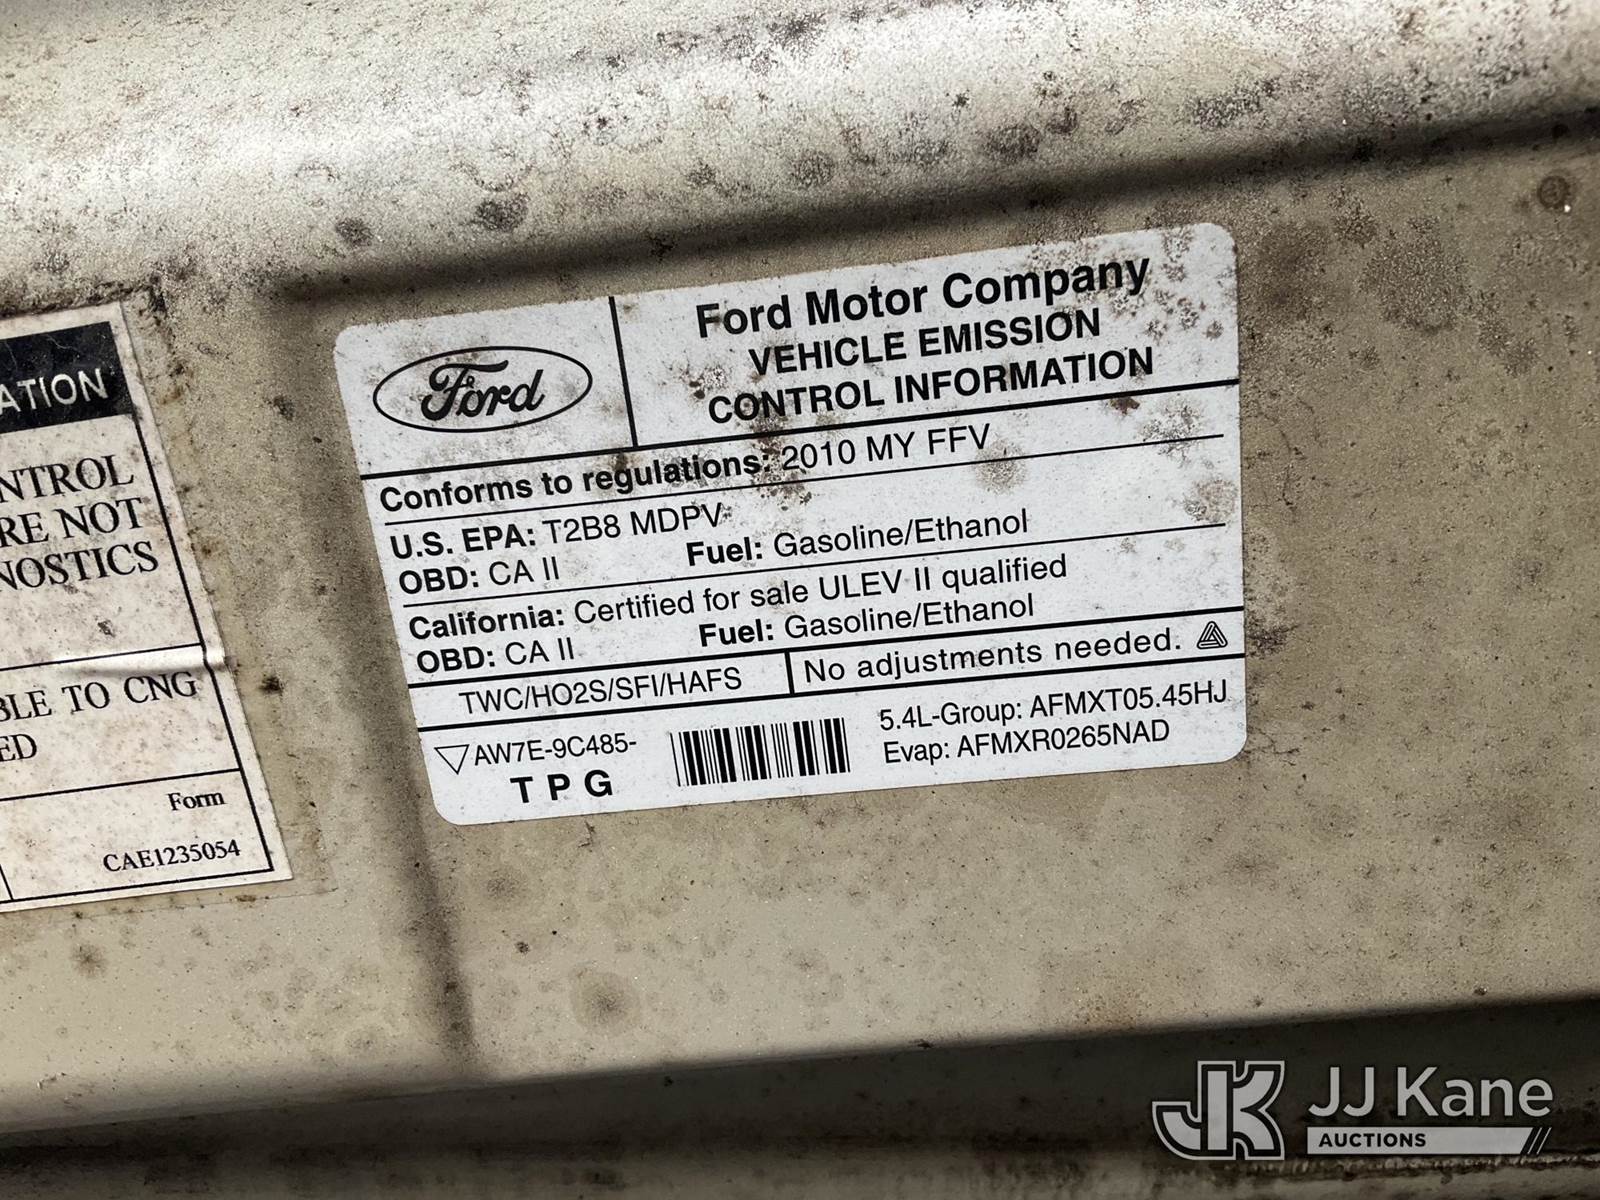 ATION
NTROL
RE NOT
NOSTICS
BLE TO CNG
ED
Form
CAE1235054
Ford
Ford Motor Company
VEHICLE EMISSION
CONTROL INFORMATION
Conforms to regulations: 2010 MY FFV
U.S. EPA: T2B8 MDPV
OBD: CA II Fuel: Gasoline/Ethanol
California: Certified for sale ULEV II qualified
OBD: CA II Fuel: Gasoline/Ethanol
TWC/HO2S/SFI/HAFS No adjustments needed.
AW7E-9C485-
T P G
5.4L-Group: AFMXT05.45HJ
Evap: AFMXR0265NAD
JK JJ Kane
AUCTIONS